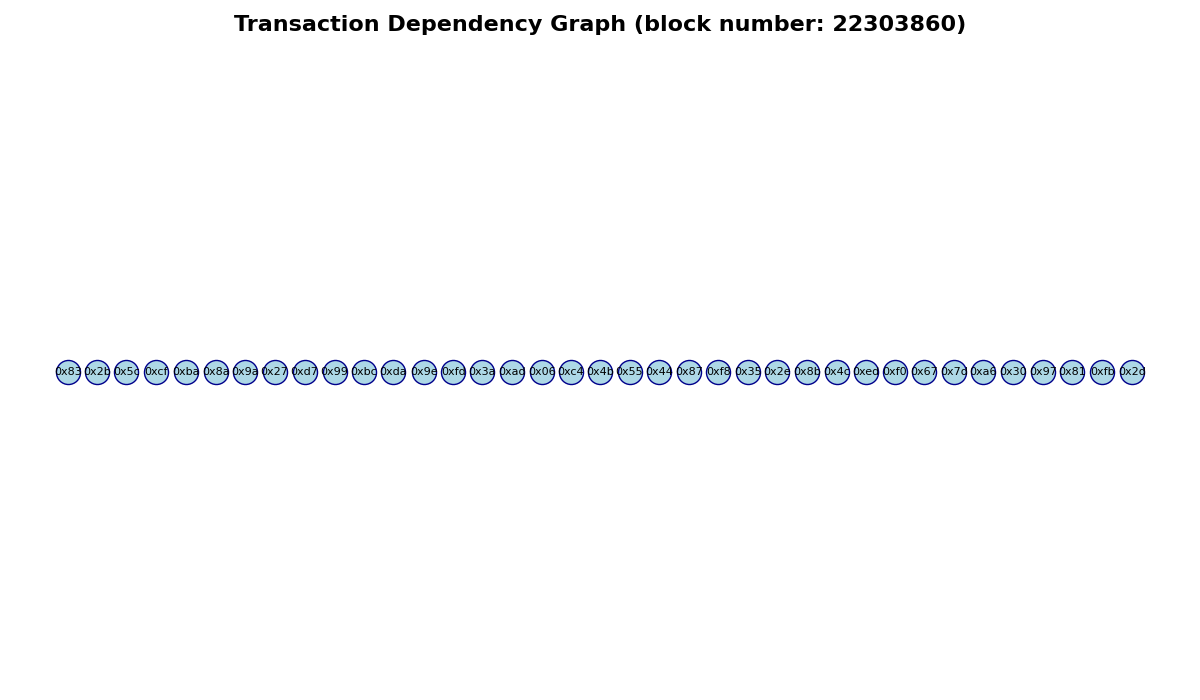 Transaction Dependency Graph (block number: 22303860)
0x83 0x2b 0x5c 0xcf 0xba 0x8a 0x9a 0x27 0xd7 0x99 0xbc 0xda 0x9e 0xfd 0x3a 0xad 0x06 0xc4 0x4b 0x55 0x44 0x87 0xf8 0x35 0x2e 0x8b 0x4c 0xed 0xf0 0x67 0x7d 0xa6 0x30 0x97 0x81 0xfb 0x2d